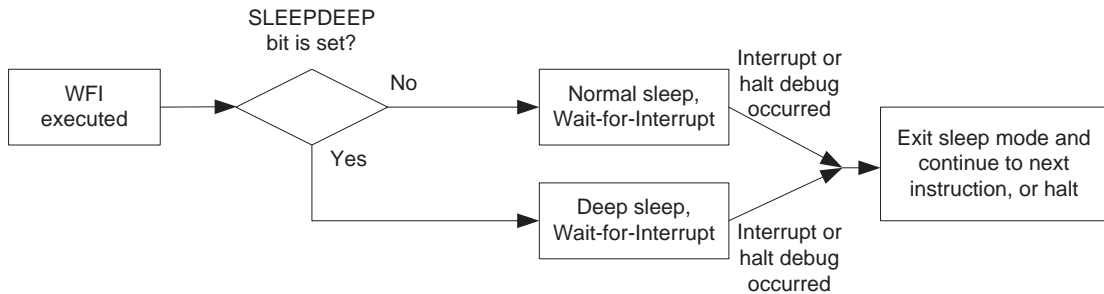 SLEEPDEEP
bit is set?
WFI
executed
No
Yes
Normal sleep,
Wait-for-Interrupt
Deep sleep,
Wait-for-Interrupt
Interrupt or
halt debug
occurred
Interrupt or
halt debug
occurred
Exit sleep mode and
continue to next
instruction, or halt